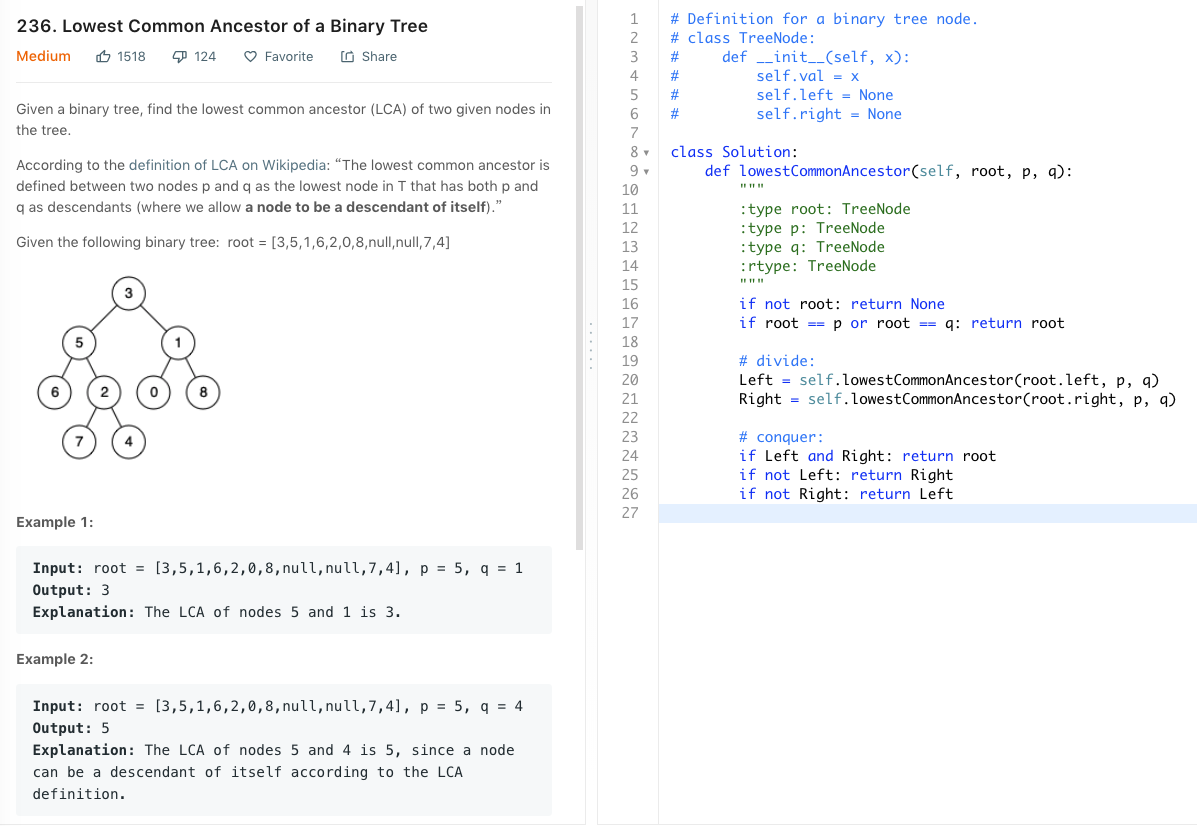 236. Lowest Common Ancestor of a Binary Tree
Medium 1518 124 Favorite Share
Given a binary tree, find the lowest common ancestor (LCA) of two given nodes in
the tree.
According to the definition of LCA on Wikipedia: “The lowest common ancestor is
defined between two nodes p and q as the lowest node in T that has both p and
q as descendants (where we allow a node to be a descendant of itself).”
Given the following binary tree:  root = [3,5,1,6,2,0,8,null,null,7,4]
3
5 1
6 2 0 8
7 4
Example 1:
Input: root = [3,5,1,6,2,0,8,null,null,7,4], p = 5, q = 1
Output: 3
Explanation: The LCA of nodes 5 and 1 is 3.
Example 2:
Input: root = [3,5,1,6,2,0,8,null,null,7,4], p = 5, q = 4
Output: 5
Explanation: The LCA of nodes 5 and 4 is 5, since a node
can be a descendant of itself according to the LCA
definition.
1 # Definition for a binary tree node.
2 # class TreeNode:
3 #     def __init__(self, x):
4 #         self.val = x
5 #         self.left = None
6 #         self.right = None
7
8 class Solution:
9     def lowestCommonAncestor(self, root, p, q):
10         """
11         :type root: TreeNode
12         :type p: TreeNode
13         :type q: TreeNode
14         :rtype: TreeNode
15         """
16         if not root: return None
17         if root == p or root == q: return root
18
19         # divide:
20         Left = self.lowestCommonAncestor(root.left, p, q)
21         Right = self.lowestCommonAncestor(root.right, p, q)
22
23         # conquer:
24         if Left and Right: return root
25         if not Left: return Right
26         if not Right: return Left
27